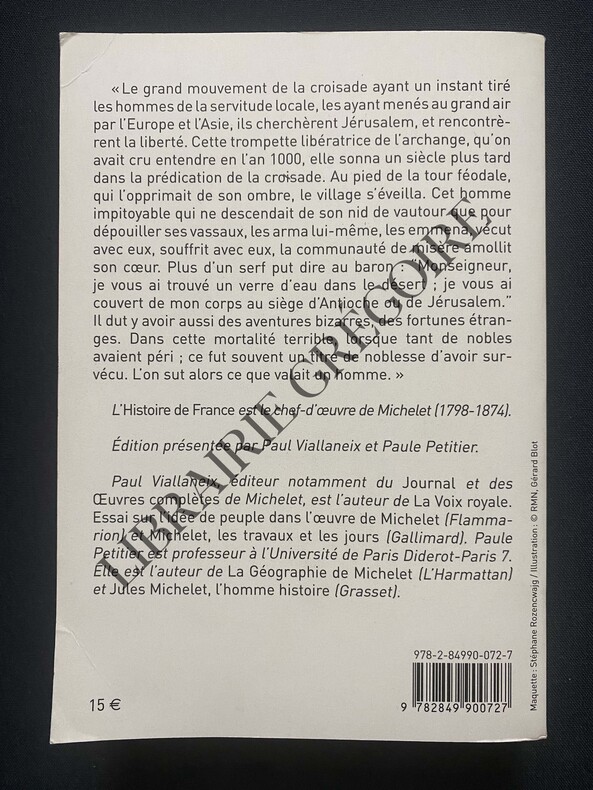 « Le grand mouvement de la croisade ayant un instant tiré
les hommes de la servitude locale, les ayant menés au grand air
par l'Europe et l'Asie, ils cherchèrent Jérusalem, et rencontrè-
rent la liberté. Cette trompette libératrice de l'archange, qu'on
avait cru entendre en l'an 1000, elle sonna un siècle plus tard
dans la prédication de la croisade. Au pied de la tour féodale,
qui l'opprimait de son ombre, le village s'éveilla. Cet homme
impitoyable qui ne descendait de son nid de vautour que pour
dépouiller ses vassaux, les arma lui-même, les emmena, vécut
avec eux, souffrit avec eux, la communauté de misère amollit
son cœur. Plus d'un serf put dire au baron : “Monseigneur,
je vous ai trouvé un verre d'eau dans le désert ; je vous ai
couvert de mon corps au siège d'Antioche ou de Jérusalem.”
Il dut y avoir aussi des aventures bizarres, des fortunes étran-
ges. Dans cette mortalité terrible, lorsque tant de nobles
avaient péri ; ce fut souvent un titre de noblesse d'avoir sur-
vécu. L'on sut alors ce que valait un homme. »
L'Histoire de France est le chef-d'œuvre de Michelet (1798-1874).
Édition présentée par Paul Viallaneix et Paule Petitier.
Paul Viallaneix, éditeur notamment du Journal et des
Œuvres complètes de Michelet, est l'auteur de La Voix royale.
Essai sur l'idée de peuple dans l'œuvre de Michelet (Flamma-
rion) et Michelet, les travaux et les jours (Gallimard). Paule
Petitier est professeur à l'Université de Paris Diderot-Paris 7.
Elle est l'auteur de La Géographie de Michelet (L'Harmattan)
et Jules Michelet, l'homme histoire (Grasset).
LIBRAIRIE GREGOIRE
Maquette : Stéphane Rozencwajg / Illustration : © RMN, Gérard Blot
978-2-84990-072-7
9 782849 900727
15 €